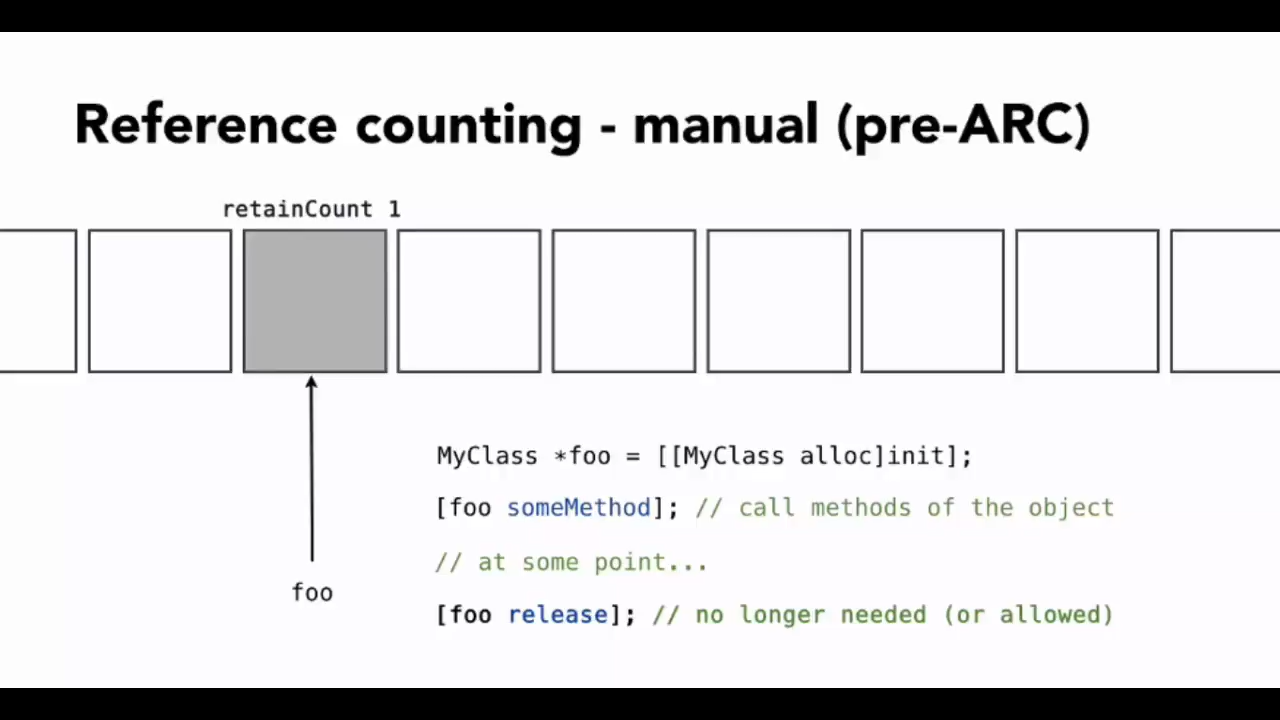 Reference counting - manual (pre-ARC)
retainCount 1
MyClass *foo = [[MyClass alloc]init];
[foo someMethod]; // call methods of the object
// at some point...
foo
[foo release]; // no longer needed (or allowed)